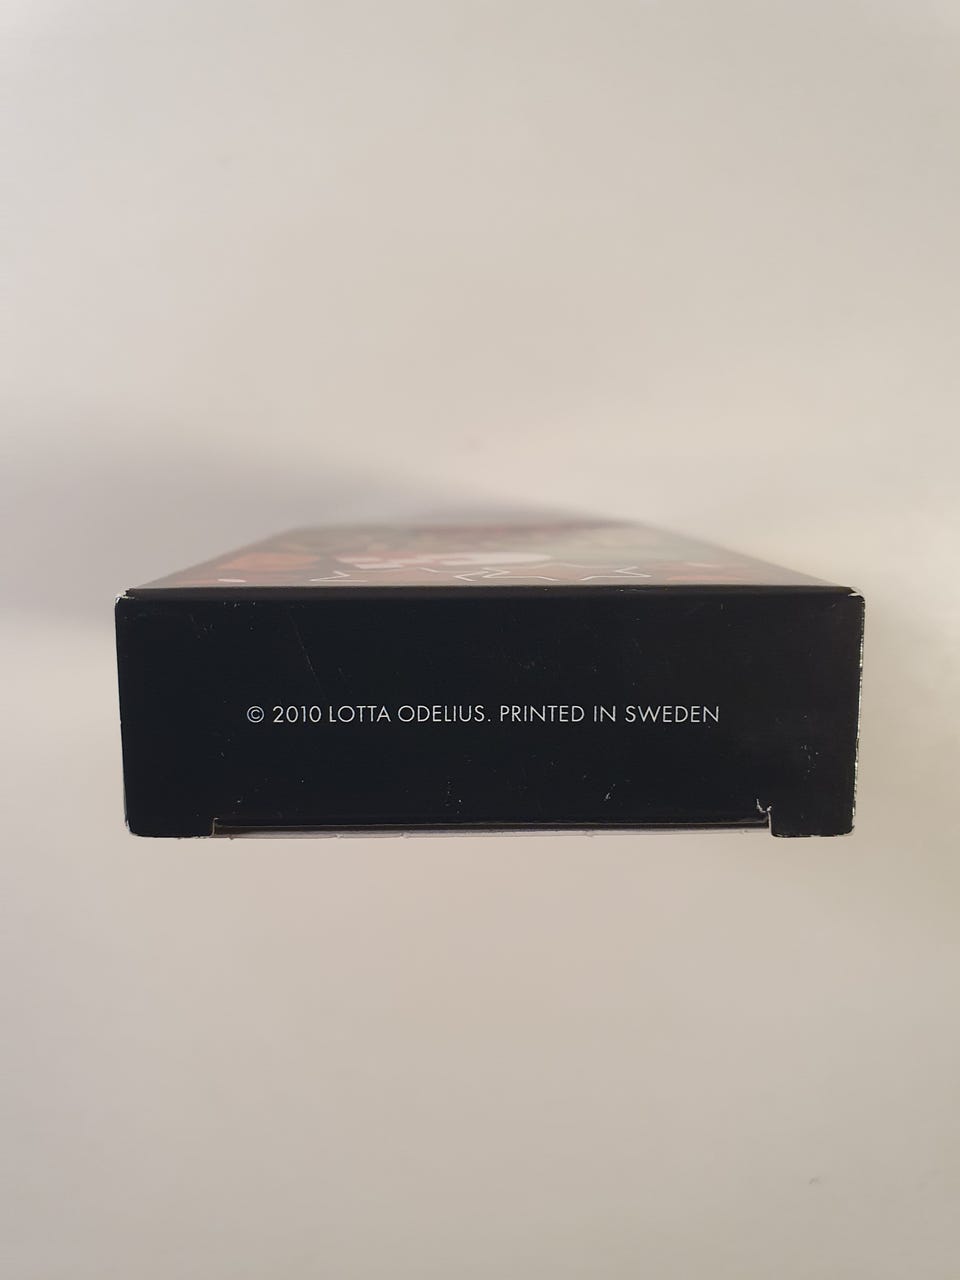 © 2010 LOTTA ODELIUS. PRINTED IN SWEDEN